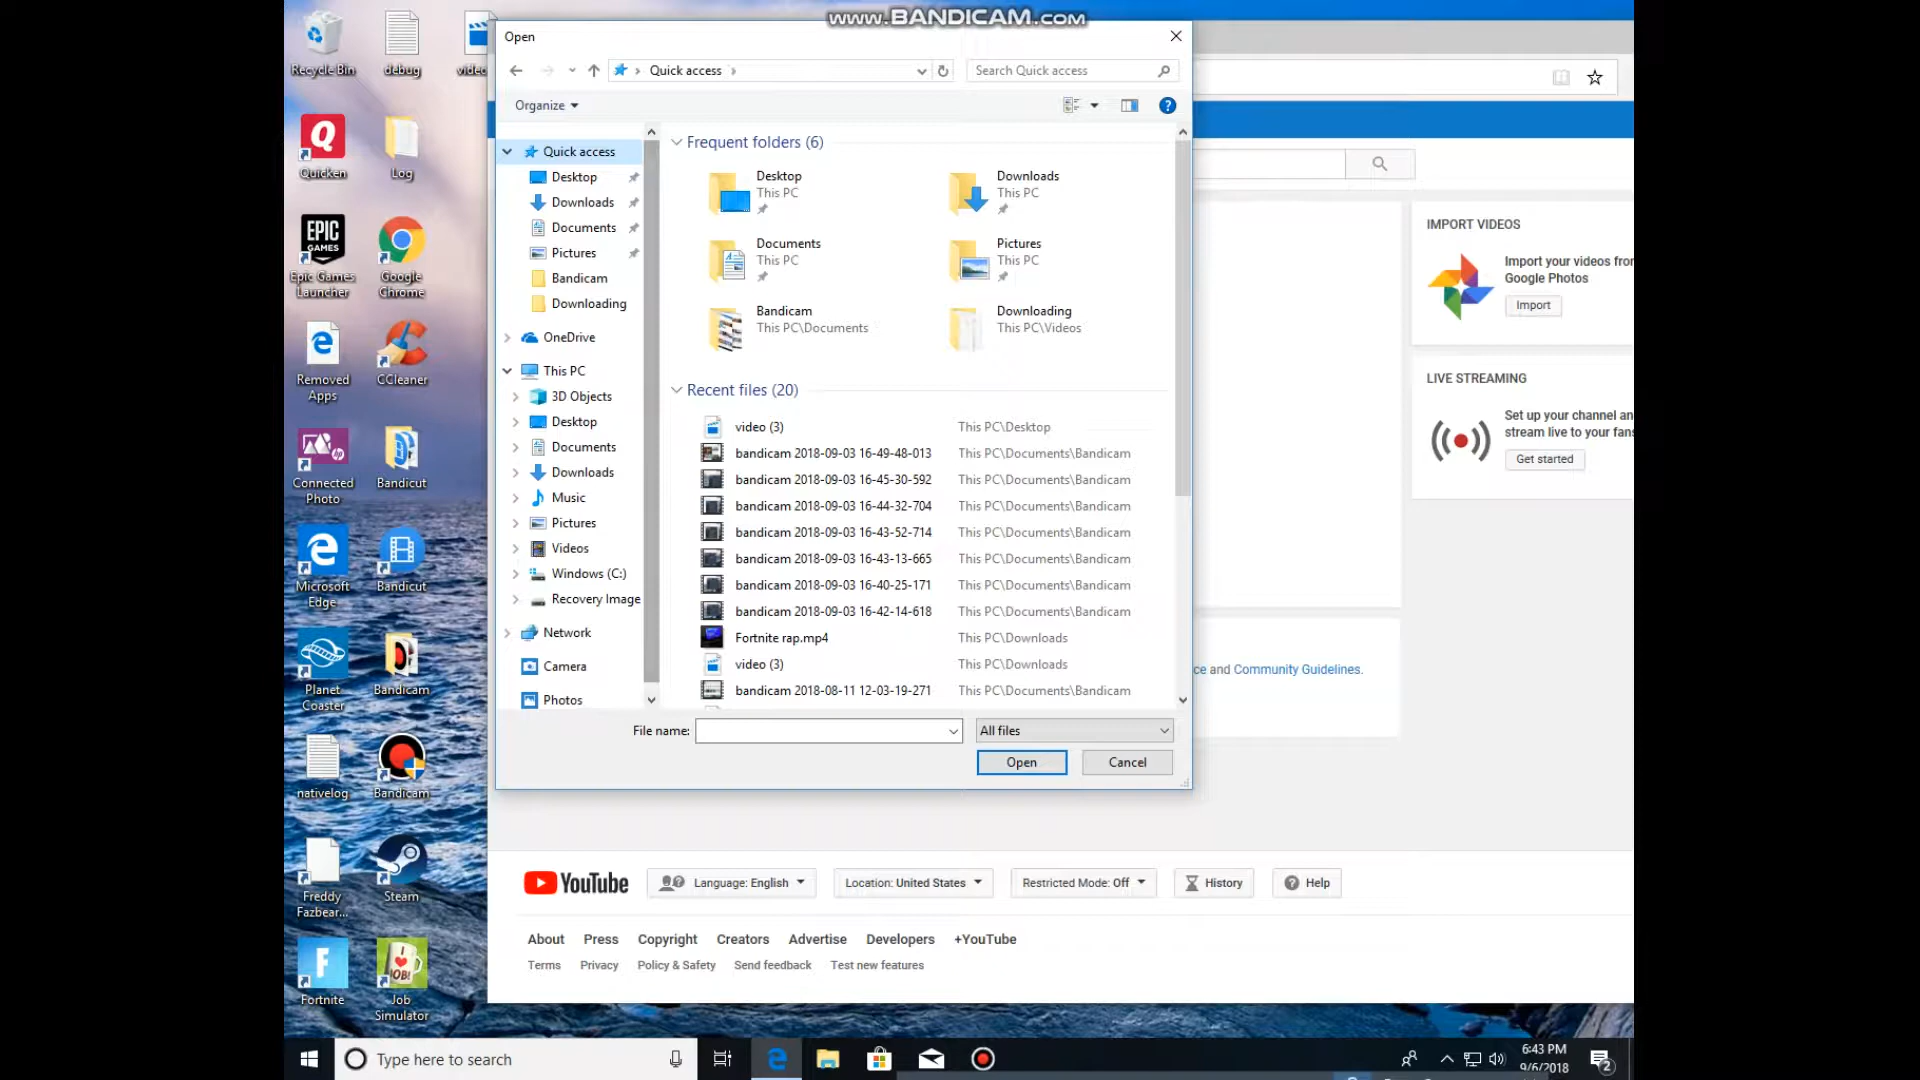 www.BANDICAM.com
Recycle Bin
debug
video
Quicken
Log
EPIC GAMES
Epic Games Launcher
Google Chrome
Removed Apps
CCleaner
Connected Photo
Bandicut
Microsoft Edge
Bandicut
Planet Coaster
Bandicam
nativelog
Bandicam
Freddy Fazbear...
Steam
Fortnite
I JOB!
Job Simulator
Open
Quick access
Search Quick access
Organize
Quick access
Desktop
Downloads
Documents
Pictures
Bandicam
Downloading
OneDrive
This PC
3D Objects
Desktop
Documents
Downloads
Music
Pictures
Videos
Windows (C:)
Recovery Image
Network
Camera
Photos
Frequent folders (6)
Desktop
This PC
Downloads
This PC
Documents
This PC
Pictures
This PC
Bandicam
This PC\Documents
Downloading
This PC\Videos
Recent files (20)
video (3) This PC\Desktop
bandicam 2018-09-03 16-49-48-013 This PC\Documents\Bandicam
bandicam 2018-09-03 16-45-30-592 This PC\Documents\Bandicam
bandicam 2018-09-03 16-44-32-704 This PC\Documents\Bandicam
bandicam 2018-09-03 16-43-52-714 This PC\Documents\Bandicam
bandicam 2018-09-03 16-43-13-665 This PC\Documents\Bandicam
bandicam 2018-09-03 16-40-25-171 This PC\Documents\Bandicam
bandicam 2018-09-03 16-42-14-618 This PC\Documents\Bandicam
Fortnite rap.mp4 This PC\Downloads
video (3) This PC\Downloads
bandicam 2018-08-11 12-03-19-271 This PC\Documents\Bandicam
File name:
All files
Open
Cancel
IMPORT VIDEOS
Import your videos from
Google Photos
Import
LIVE STREAMING
Set up your channel an
stream live to your fans
Get started
ce and Community Guidelines.
YouTube
Language: English
Location: United States
Restricted Mode: Off
History
Help
About Press Copyright Creators Advertise Developers +YouTube
Terms Privacy Policy & Safety Send feedback Test new features
Type here to search
6:43 PM
9/6/2018
2